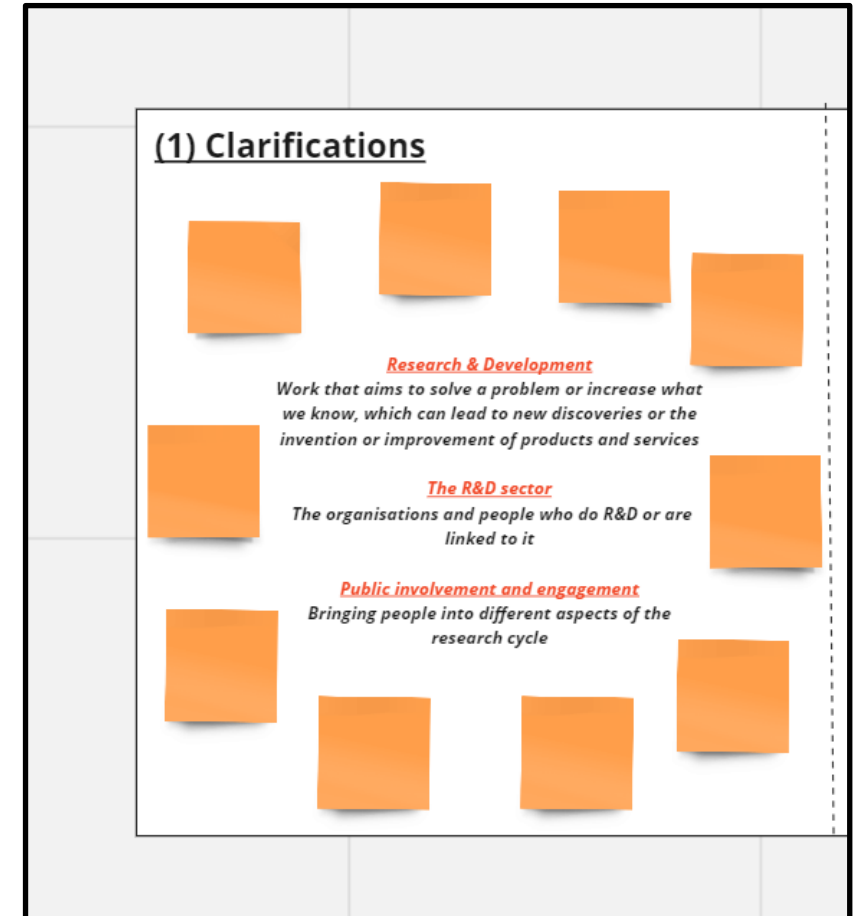 (1) Clarifications
Research & Development
Work that aims to solve a problem or increase what
we know, which can lead to new discoveries or the
invention or improvement of products and services
The R&D sector
The organisations and people who do R&D or are
linked to it
Public involvement and engagement
Bringing people into different aspects of the
research cycle